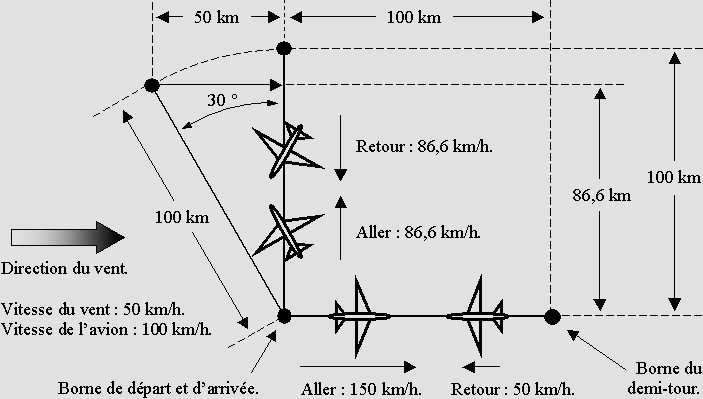 50 km
100 km
30 °
Retour : 86,6 km/h.
86,6 km
100 km
100 km
Aller : 86,6 km/h.
Direction du vent.
Vitesse du vent : 50 km/h.
Vitesse de l’avion : 100 km/h.
Borne de départ et d’arrivée.
Aller : 150 km/h.
Retour : 50 km/h.
Borne du
demi-tour.